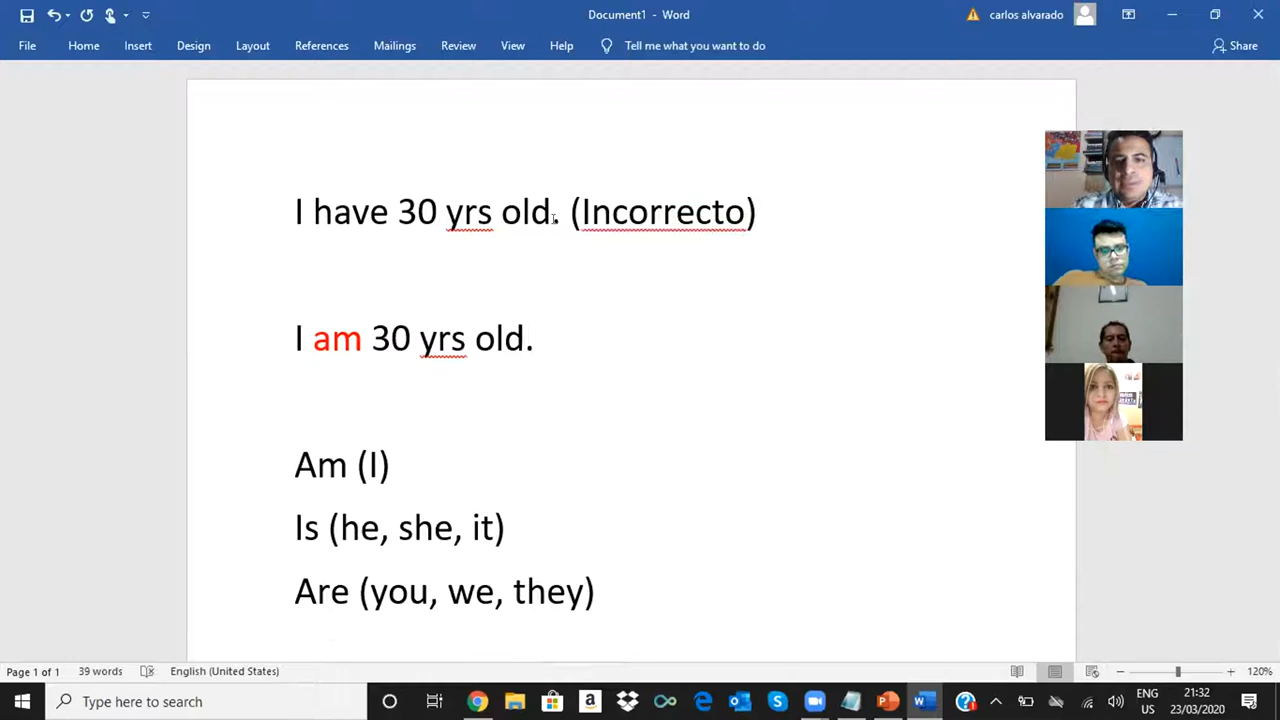 Document1 - Word
carlos alvarado
File Home Insert Design Layout References Mailings Review View Help Tell me what you want to do Share
I have 30 yrs old. (Incorrecto)
I am 30 yrs old.
Am (I)
Is (he, she, it)
Are (you, we, they)
Page 1 of 1 39 words English (United States) 120%
Type here to search
ENG 21:32
US 23/03/2020